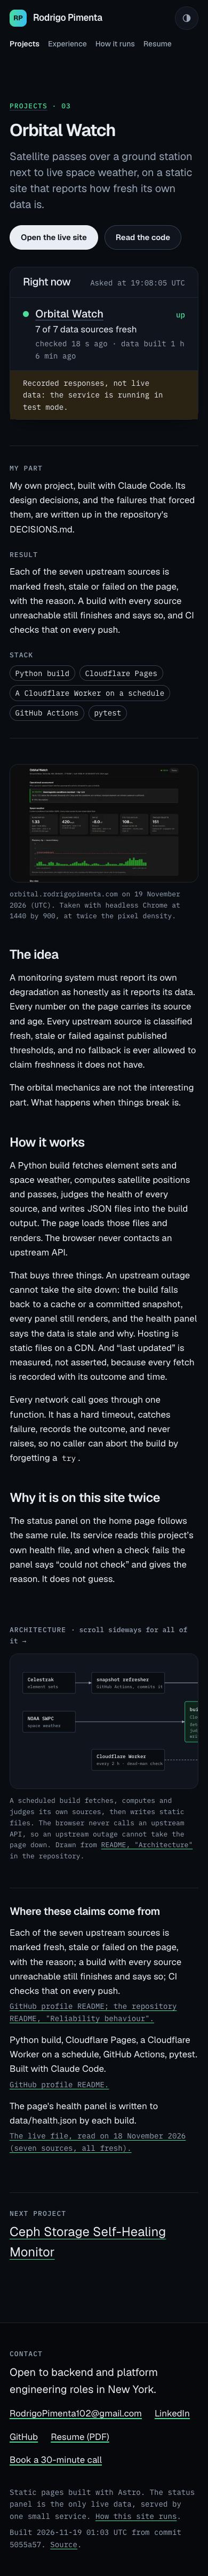 RP Rodrigo Pimenta
Projects Experience How it runs Resume
PROJECTS · 03
Orbital Watch
Satellite passes over a ground station
next to live space weather, on a static
site that reports how fresh its own
data is.
Open the live site Read the code
Right now Asked at 19:08:05 UTC
Orbital Watch up
7 of 7 data sources fresh
checked 18 s ago · data built 1 h
6 min ago
Recorded responses, not live
data: the service is running in
test mode.
MY PART
My own project, built with Claude Code. Its
design decisions, and the failures that forced
them, are written up in the repository's
DECISIONS.md.
RESULT
Each of the seven upstream sources is
marked fresh, stale or failed on the page,
with the reason. A build with every source
unreachable still finishes and says so, and CI
checks that on every push.
STACK
Python build Cloudflare Pages
A Cloudflare Worker on a schedule
GitHub Actions pytest
orbital.rodrigopimenta.com on 19 November
2026 (UTC). Taken with headless Chrome at
1440 by 900, at twice the pixel density.
The idea
A monitoring system must report its own
degradation as honestly as it reports its data.
Every number on the page carries its source
and age. Every upstream source is classified
fresh, stale or failed against published
thresholds, and no fallback is ever allowed to
claim freshness it does not have.
The orbital mechanics are not the interesting
part. What happens when things break is.
How it works
A Python build fetches element sets and
space weather, computes satellite positions
and passes, judges the health of every
source, and writes JSON files into the build
output. The page loads those files and
renders. The browser never contacts an
upstream API.
That buys three things. An upstream outage
cannot take the site down: the build falls
back to a cache or a committed snapshot,
every panel still renders, and the health panel
says the data is stale and why. Hosting is
static files on a CDN. And “last updated” is
measured, not asserted, because every fetch
is recorded with its outcome and time.
Every network call goes through one
function. It has a hard timeout, catches
failure, records the outcome, and never
raises, so no caller can abort the build by
forgetting a try.
Why it is on this site twice
The status panel on the home page follows
the same rule. Its service reads this project's
own health file, and when a check fails the
panel says “could not check” and gives the
reason. It does not guess.
ARCHITECTURE · scroll sideways for all of
it →
Celestrak
element sets
snapshot refresher
GitHub Actions, commits it
NOAA SWPC
space weather
Cloudflare Worker
every 2 h · dead-man check
A scheduled build fetches, computes and
judges its own sources, then writes static
files. The browser never calls an upstream
API, so an upstream outage cannot take the
page down. Drawn from README, "Architecture"
in the repository.
Where these claims come from
Each of the seven upstream sources is
marked fresh, stale or failed on the page,
with the reason; a build with every source
unreachable still finishes and says so; CI
checks that on every push.
GitHub profile README; the repository
README, "Reliability behaviour".
Python build, Cloudflare Pages, a Cloudflare
Worker on a schedule, GitHub Actions, pytest.
Built with Claude Code.
GitHub profile README.
The page's health panel is written to
data/health.json by each build.
The live file, read on 18 November 2026
(seven sources, all fresh).
NEXT PROJECT
Ceph Storage Self-Healing
Monitor
CONTACT
Open to backend and platform
engineering roles in New York.
RodrigoPimenta102@gmail.com LinkedIn
GitHub Resume (PDF)
Book a 30-minute call
Static pages built with Astro. The status
panel is the only live data, served by
one small service. How this site runs.
Built 2026-11-19 01:03 UTC from commit
5055a57. Source.